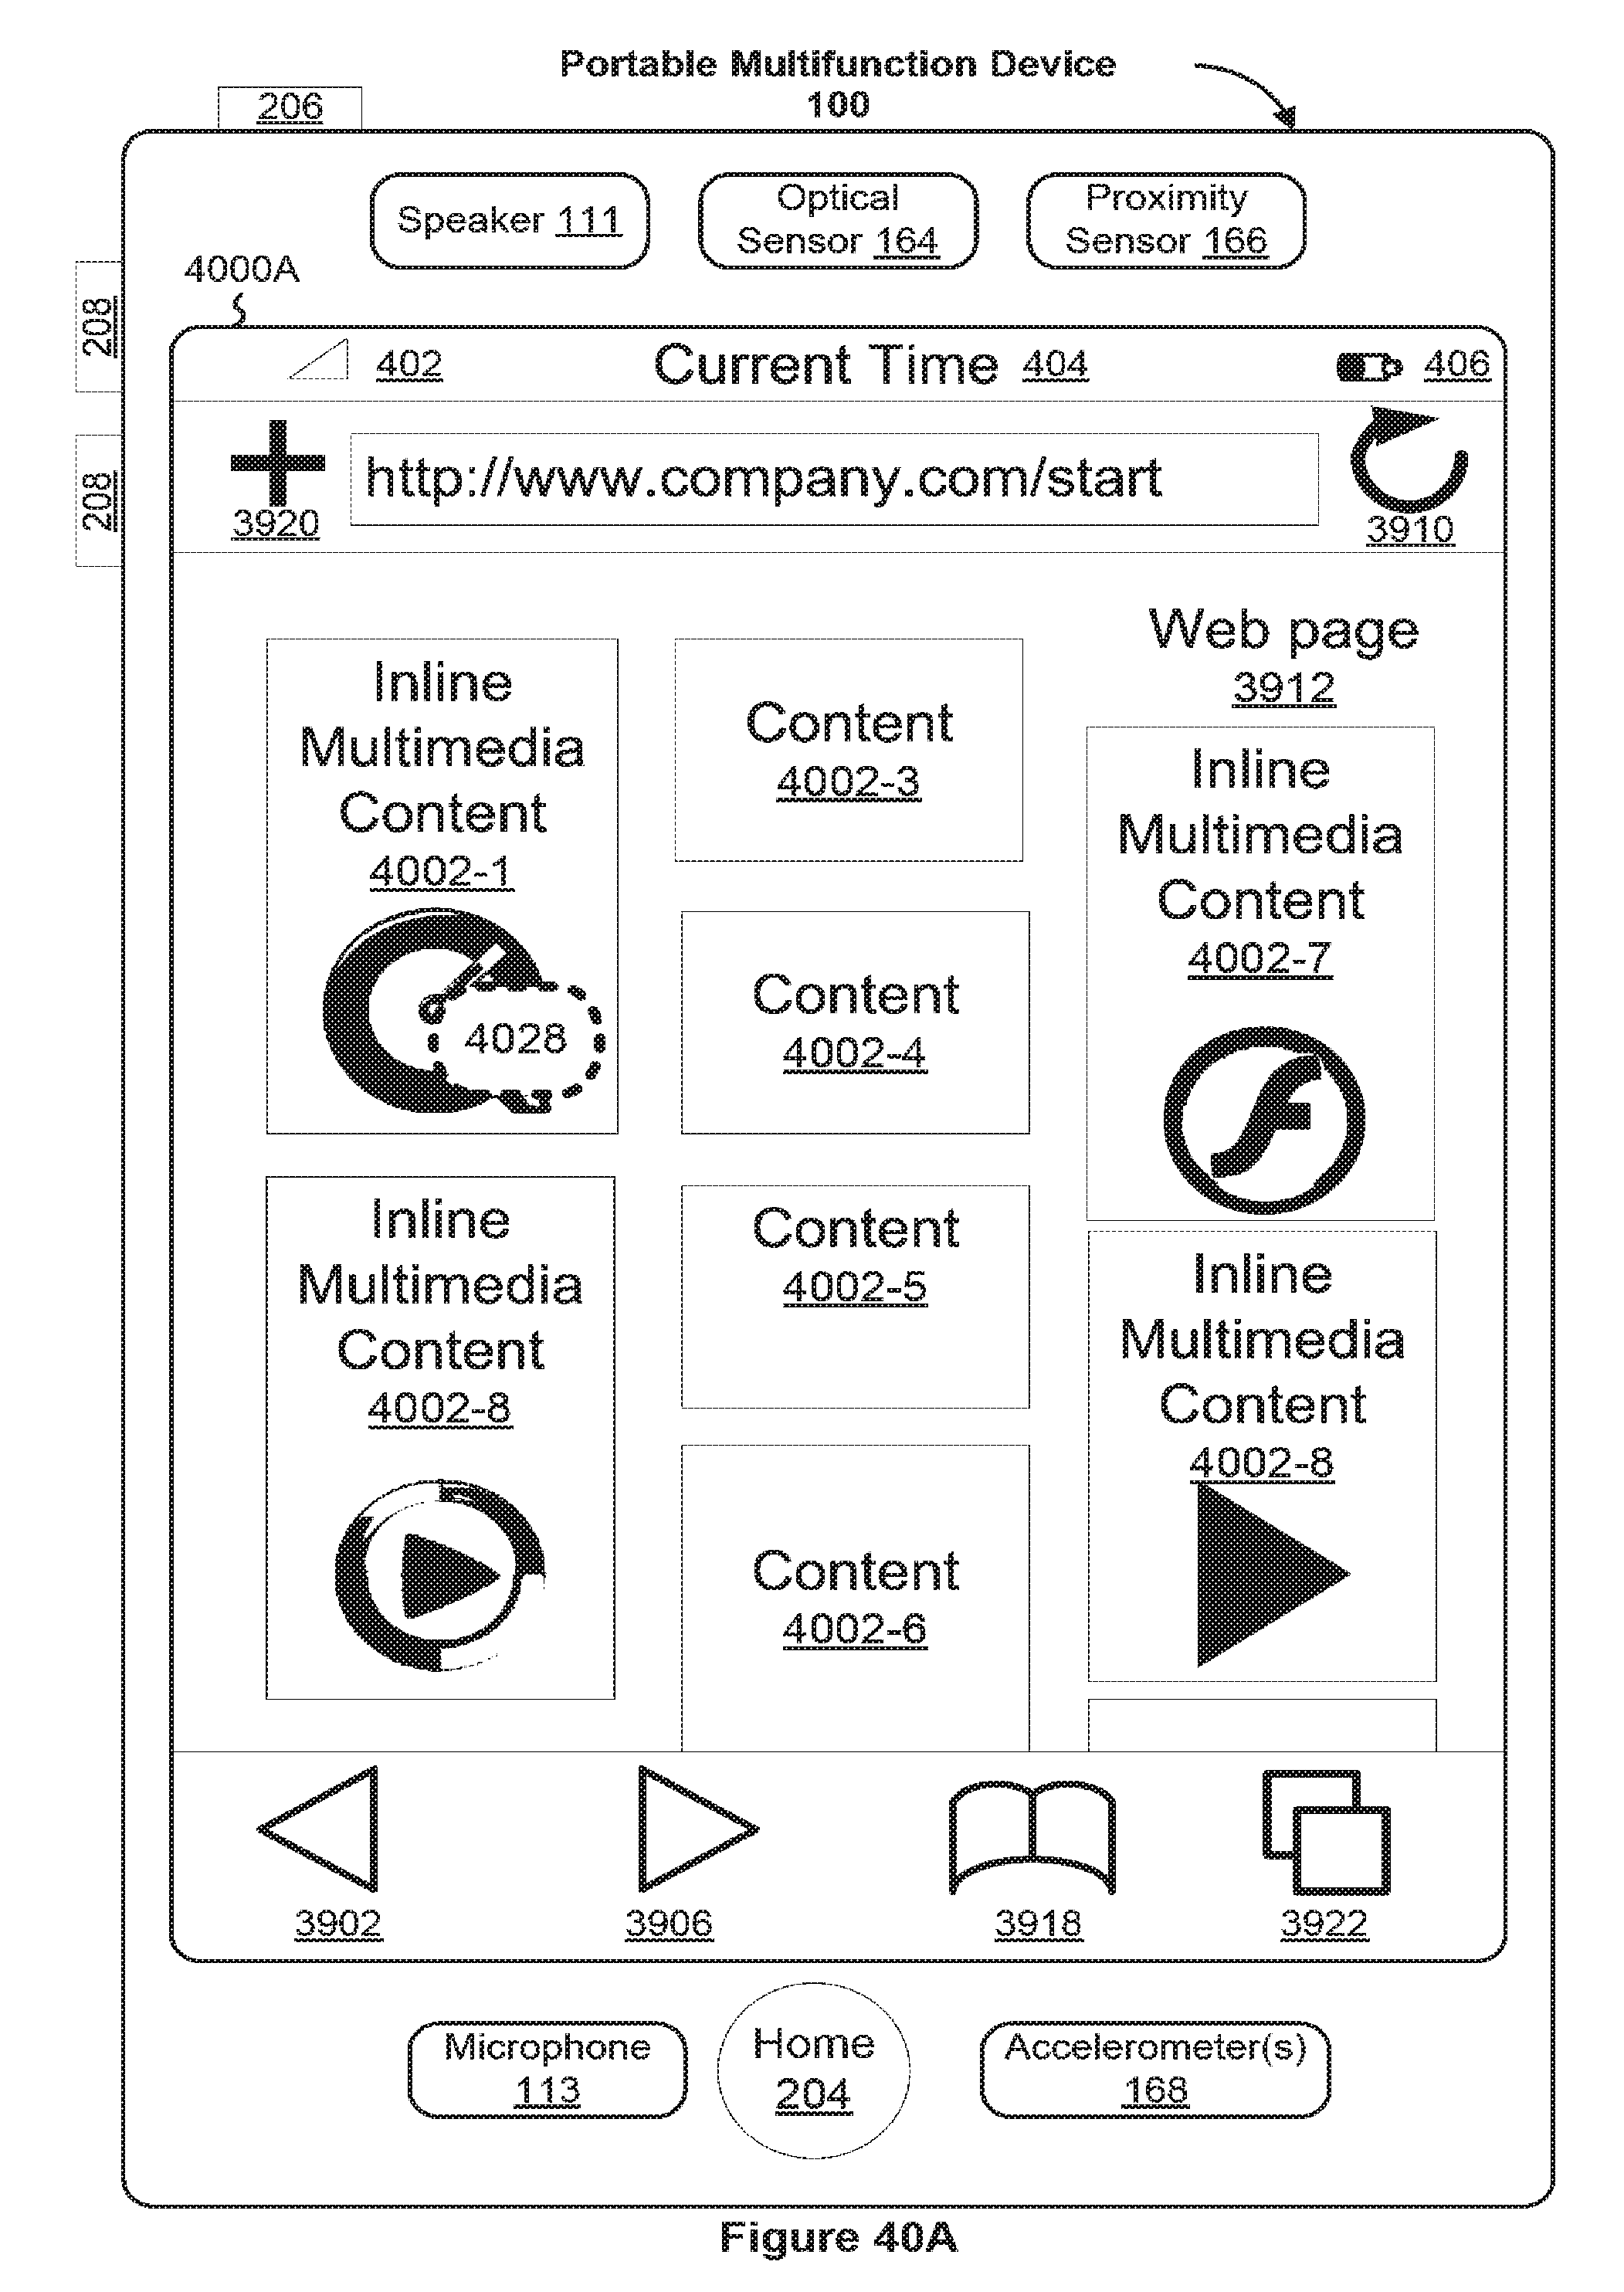 Portable Multifunction Device
100
206
Speaker 111
Optical
Sensor 164
Proximity
Sensor 166
4000A
208
208
402
Current Time 404
406
3920
http://www.company.com/start
3910
Web page
3912
Inline
Multimedia
Content
4002-1
4028
Content
4002-3
Inline
Multimedia
Content
4002-7
Content
4002-4
Inline
Multimedia
Content
4002-8
Content
4002-5
Inline
Multimedia
Content
4002-8
Content
4002-6
3902
3906
3918
3922
Microphone
113
Home
204
Accelerometer(s)
168
Figure 40A